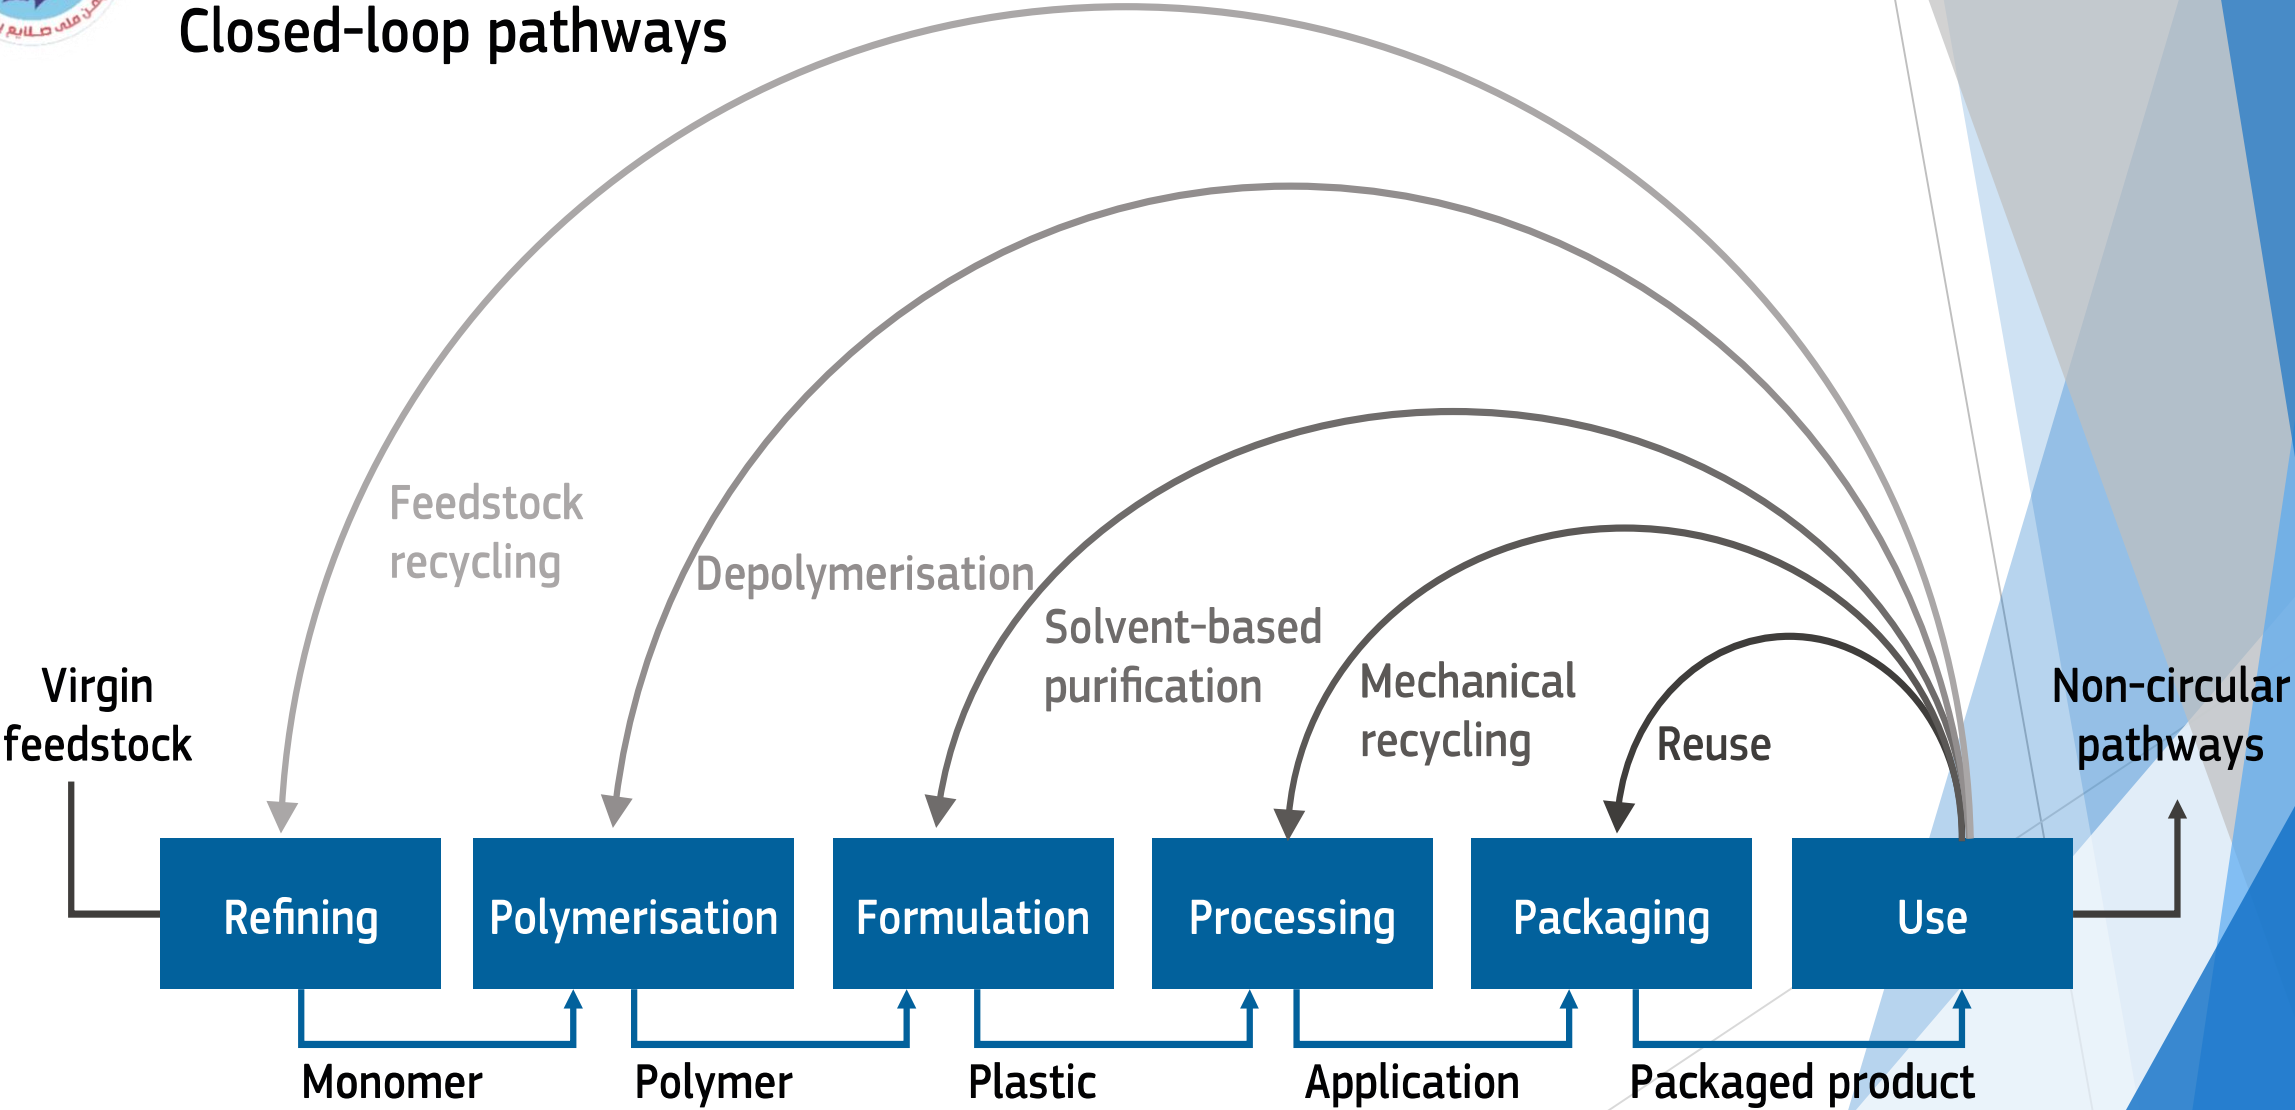 Closed-loop pathways
Feedstock
recycling
Depolymerisation
Solvent-based
purification
Mechanical
recycling
Reuse
Virgin
feedstock
Non-circular
pathways
Refining
Polymerisation
Formulation
Processing
Packaging
Use
Monomer
Polymer
Plastic
Application
Packaged product